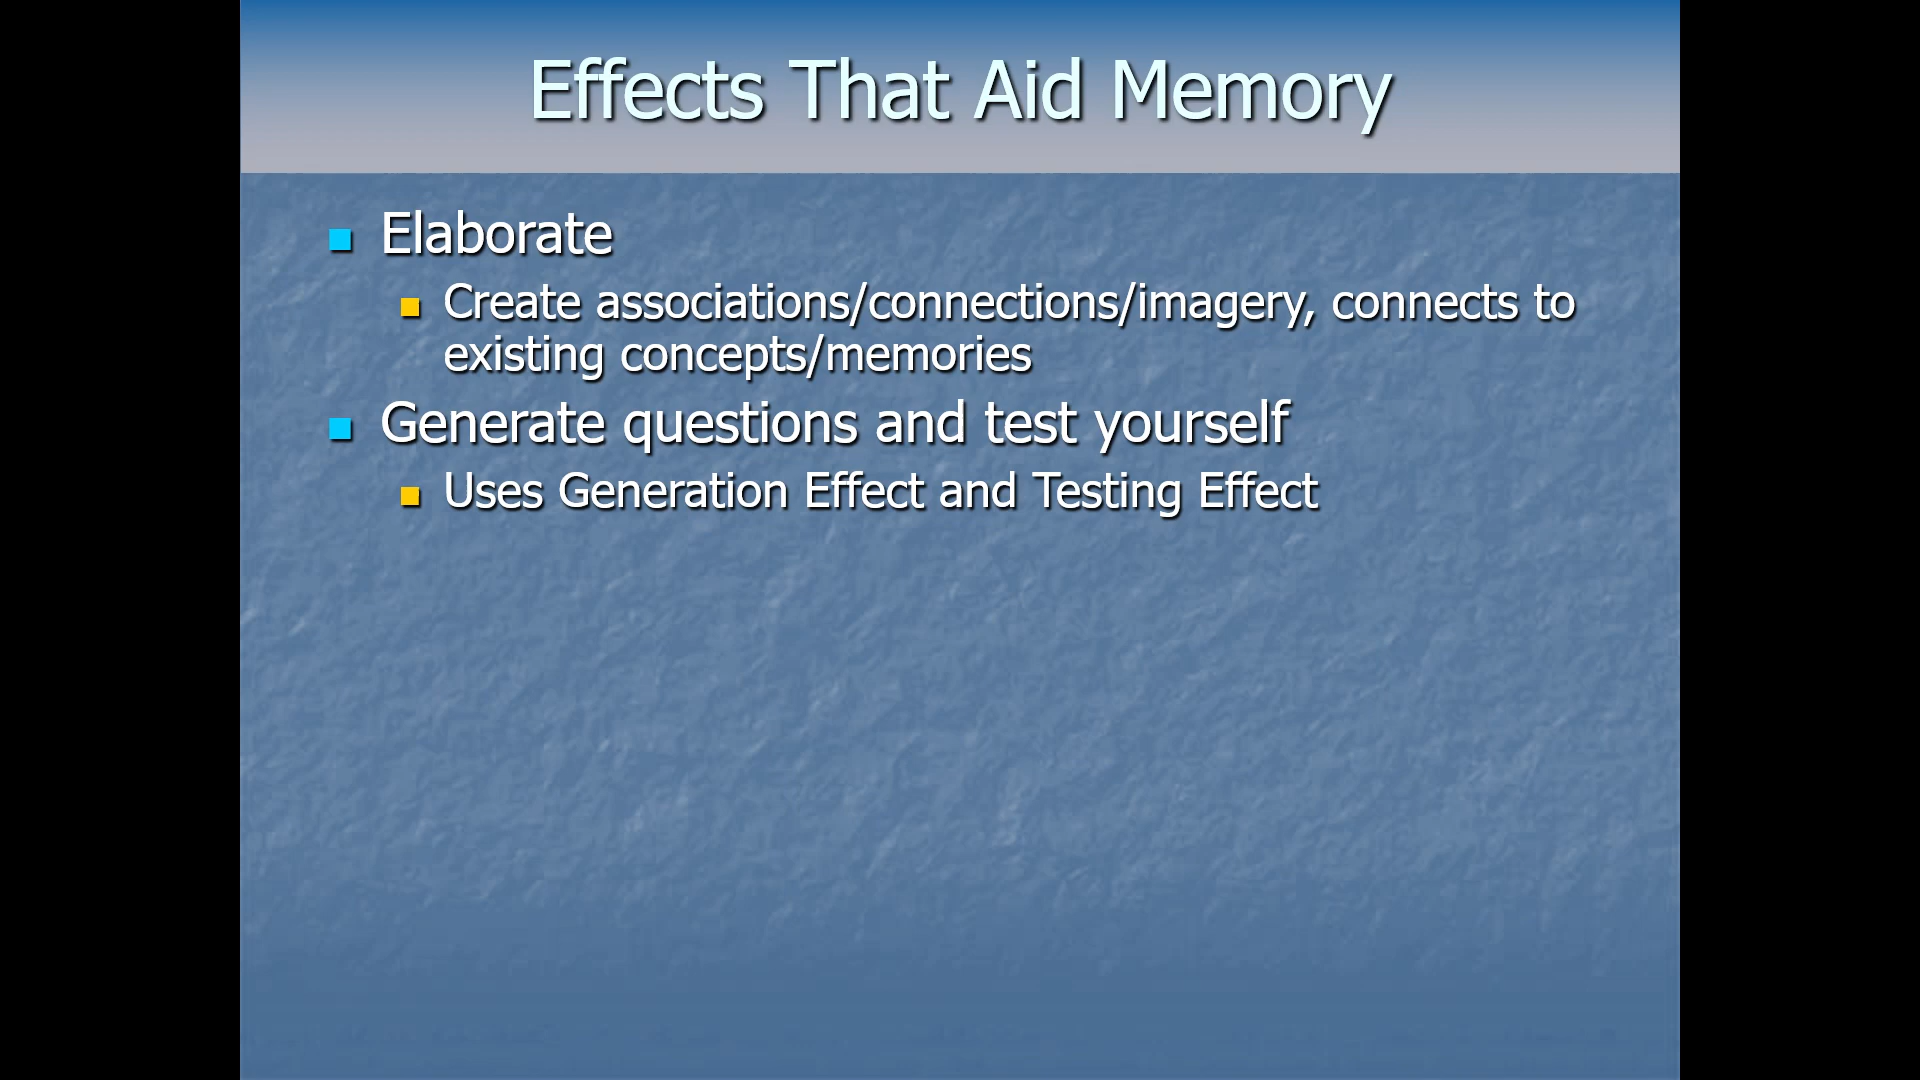 Effects That Aid Memory
Elaborate
Create associations/connections/imagery, connects to
existing concepts/memories
Generate questions and test yourself
Uses Generation Effect and Testing Effect